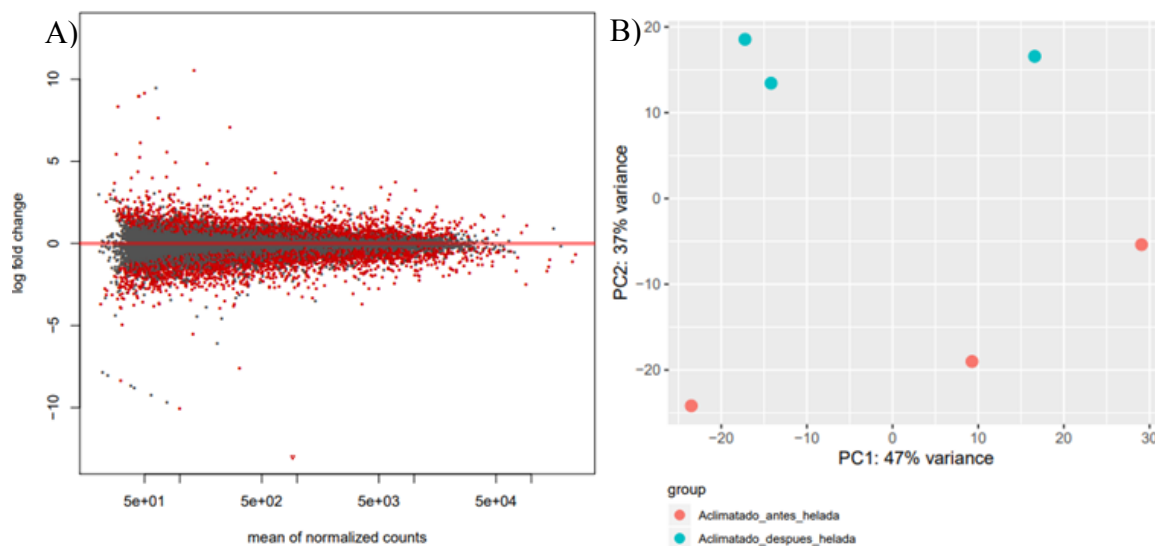 A)
10
5
0
−5
−10
log fold change
5e+01 5e+02 5e+03 5e+04
mean of normalized counts
B)
20
10
0
−10
−20
PC2: 37% variance
−20 −10 0 10 20 30
PC1: 47% variance
group
Aclimatado_antes_helada
Aclimatado_despues_helada